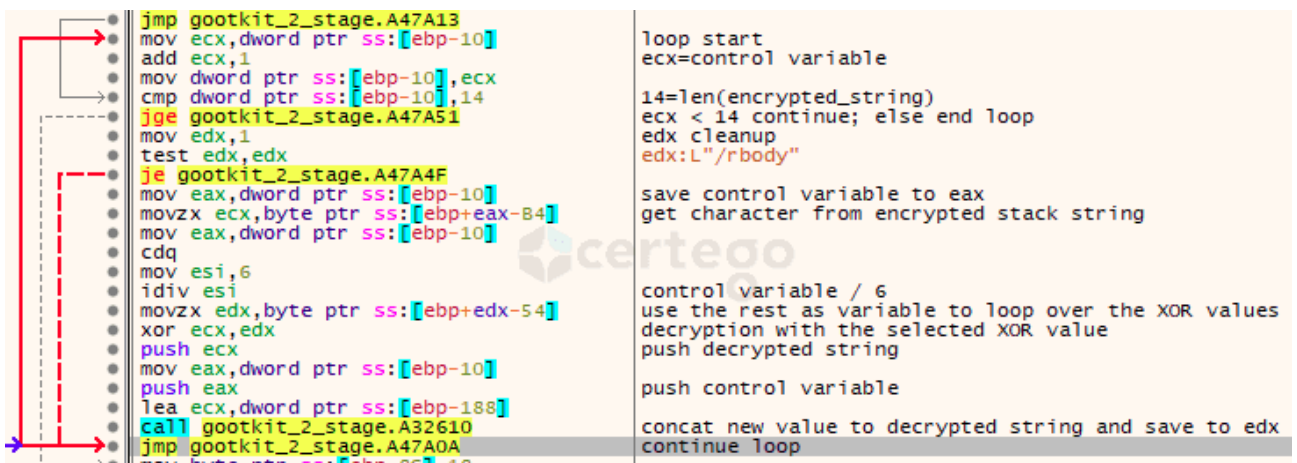 jmp gootkit_2_stage.A47A13
mov ecx,dword ptr ss:[ebp-10] loop start
add ecx,1 ecx=control variable
mov dword ptr ss:[ebp-10],ecx
cmp dword ptr ss:[ebp-10],14 14=len(encrypted_string)
jge gootkit_2_stage.A47A51 ecx < 14 continue; else end loop
mov edx,1 edx cleanup
test edx,edx edx:L"/rbody"
je gootkit_2_stage.A47A4F
mov eax,dword ptr ss:[ebp-10] save control variable to eax
movzx ecx,byte ptr ss:[ebp+eax-B4] get character from encrypted stack string
mov eax,dword ptr ss:[ebp-10]
certego
cdq
mov esi,6
idiv esi control variable / 6
movzx edx,byte ptr ss:[ebp+edx-54] use the rest as variable to loop over the XOR values
xor ecx,edx decryption with the selected XOR value
push ecx push decrypted string
mov eax,dword ptr ss:[ebp-10]
push eax push control variable
lea ecx,dword ptr ss:[ebp-188]
call gootkit_2_stage.A32610 concat new value to decrypted string and save to edx
jmp gootkit_2_stage.A47A0A continue loop